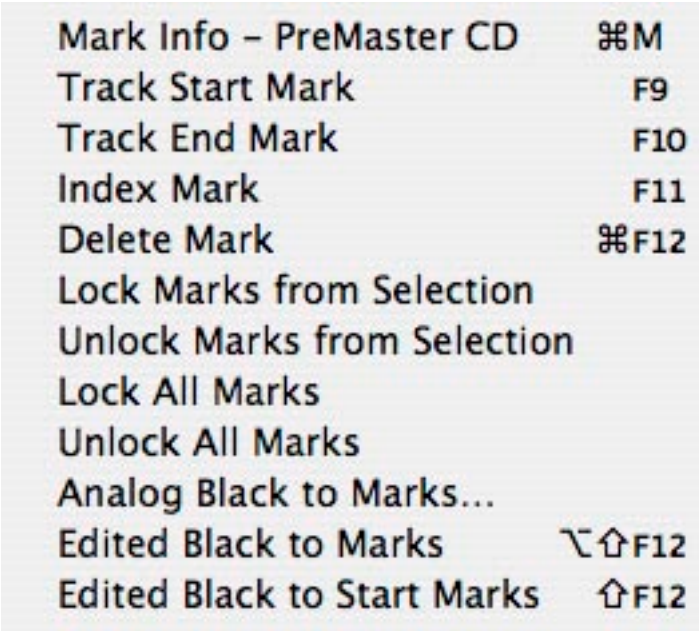 Mark Info – PreMaster CD ⌘M
Track Start Mark F9
Track End Mark F10
Index Mark F11
Delete Mark ⌘F12
Lock Marks from Selection
Unlock Marks from Selection
Lock All Marks
Unlock All Marks
Analog Black to Marks...
Edited Black to Marks ⌥⇧F12
Edited Black to Start Marks ⇧F12